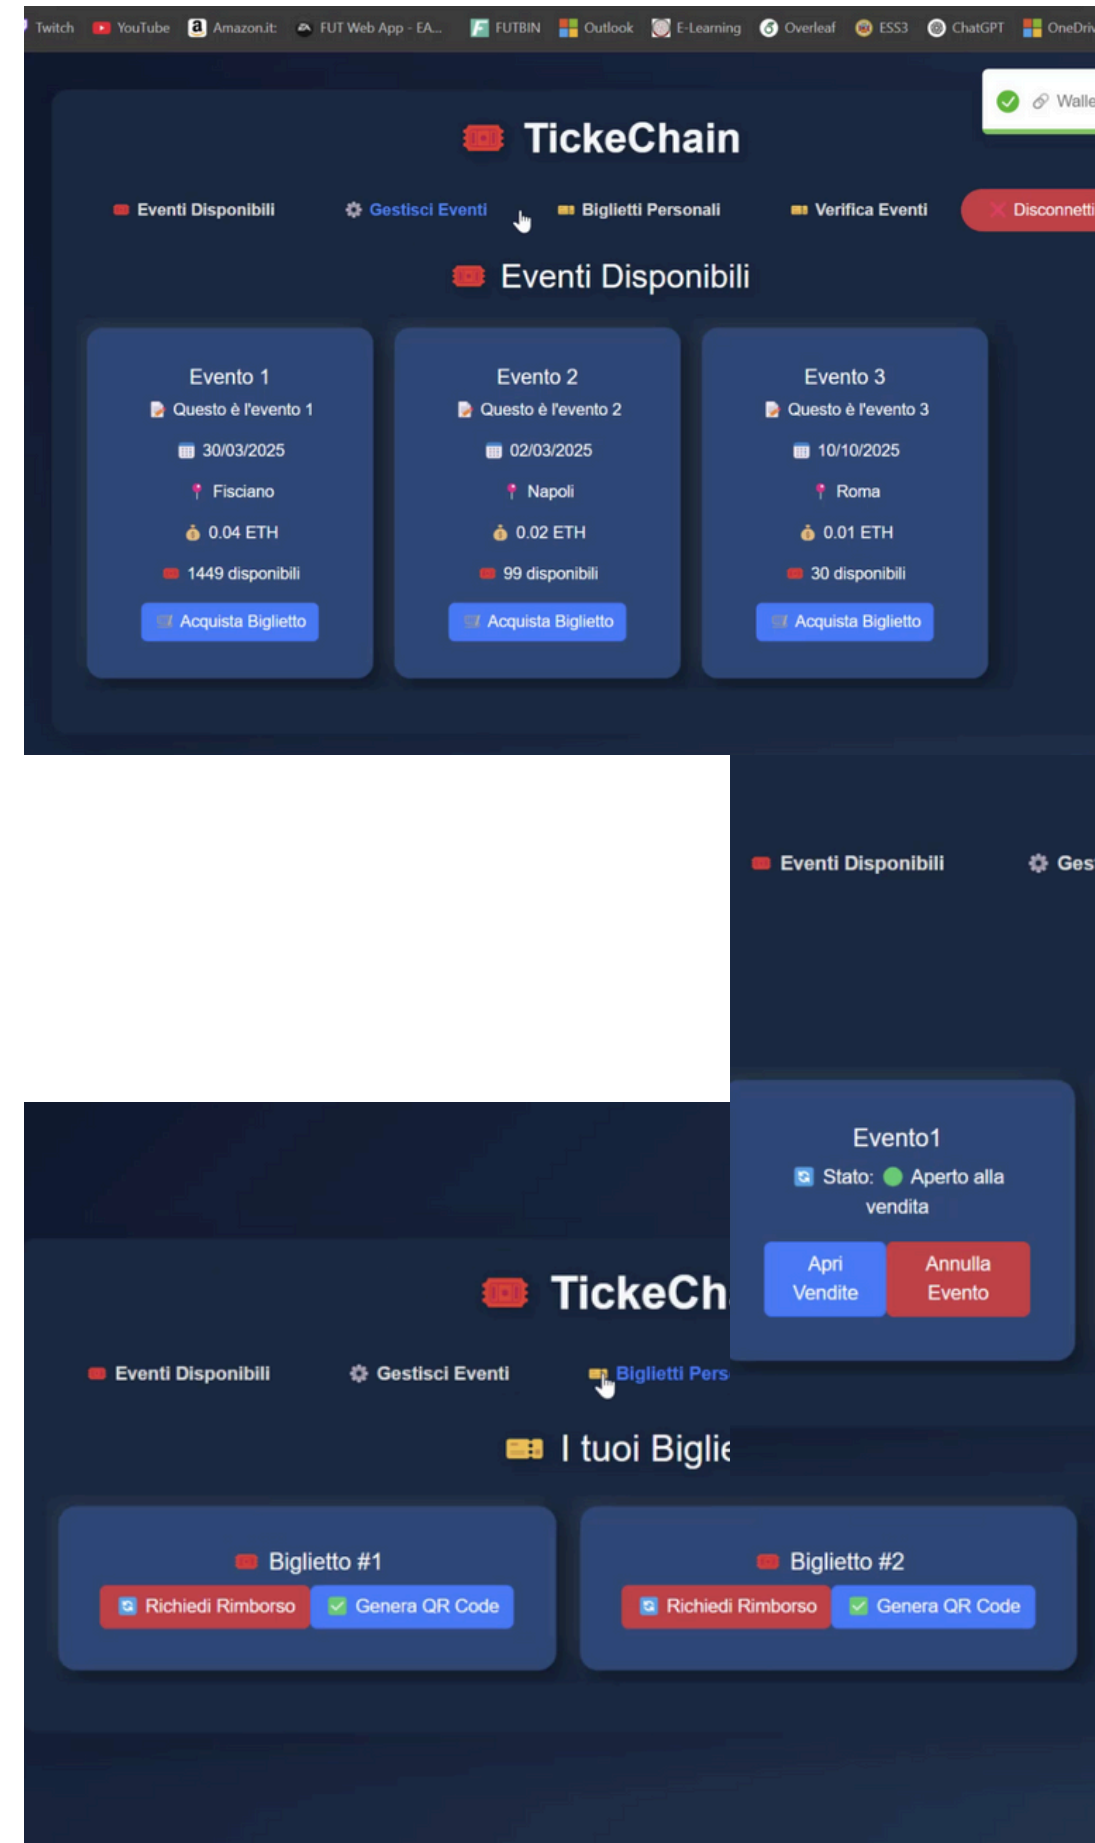 Twitch YouTube Amazon.it: FUT Web App - EA... FUTBIN Outlook E-Learning Overleaf ESS3 ChatGPT OneDriv
Walle
TickeChain
Eventi Disponibili Gestisci Eventi Biglietti Personali Verifica Eventi Disconnetti
Eventi Disponibili
Evento 1
Questo è l'evento 1
30/03/2025
Fisciano
0.04 ETH
1449 disponibili
Acquista Biglietto
Evento 2
Questo è l'evento 2
02/03/2025
Napoli
0.02 ETH
99 disponibili
Acquista Biglietto
Evento 3
Questo è l'evento 3
10/10/2025
Roma
0.01 ETH
30 disponibili
Acquista Biglietto
Eventi Disponibili Ges
Evento1
Stato: Aperto alla
vendita
Apri
Vendite
Annulla
Evento
TickeCh
Eventi Disponibili Gestisci Eventi Biglietti Pers
I tuoi Biglie
Biglietto #1
Richiedi Rimborso Genera QR Code
Biglietto #2
Richiedi Rimborso Genera QR Code